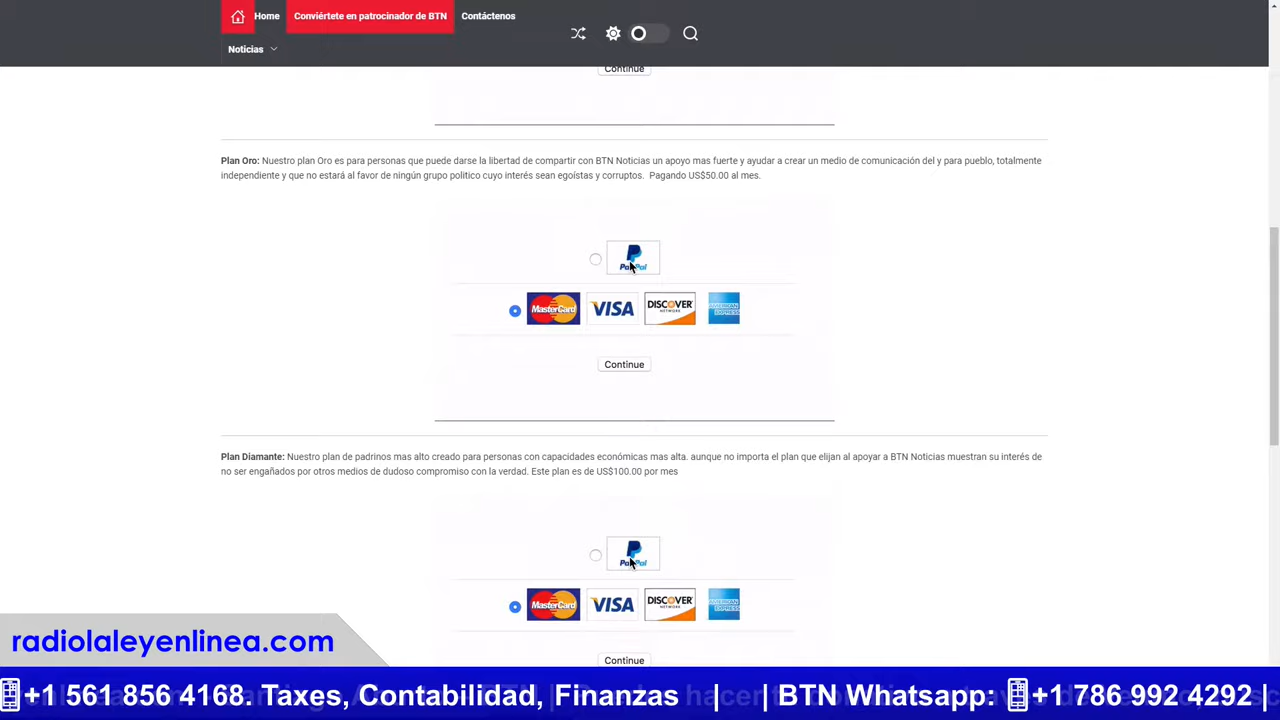 Home
Conviértete en patrocinador de BTN
Contáctenos
Noticias
Continue
Plan Oro: Nuestro plan Oro es para personas que puede darse la libertad de compartir con BTN Noticias un apoyo mas fuerte y ayudar a crear un medio de comunicación del y para pueblo, totalmente
independiente y que no estará al favor de ningún grupo politico cuyo interés sean egoístas y corruptos. Pagando US$50.00 al mes.
PayPal
MasterCard VISA DISCOVER NETWORK AMERICAN EXPRESS
Continue
Plan Diamante: Nuestro plan de padrinos mas alto creado para personas con capacidades económicas mas alta. aunque no importa el plan que elijan al apoyar a BTN Noticias muestran su interés de
no ser engañados por otros medios de dudoso compromiso con la verdad. Este plan es de US$100.00 por mes
PayPal
MasterCard VISA DISCOVER NETWORK AMERICAN EXPRESS
Continue
radiolaleyenlinea.com
+1 561 856 4168. Taxes, Contabilidad, Finanzas | | BTN Whatsapp: +1 786 992 4292 |